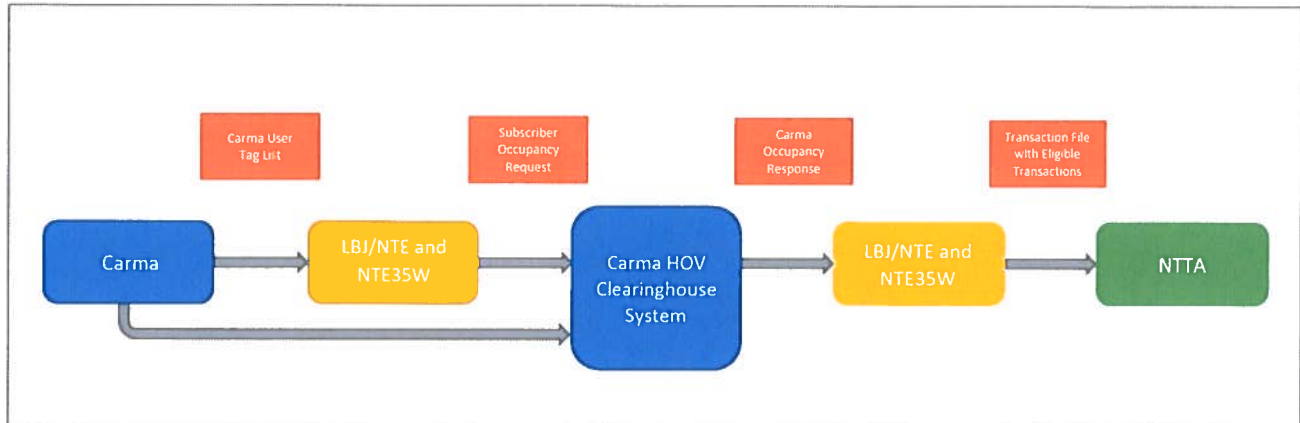 Carma User
Tag List
Subscriber
Occupancy
Request
Carma
Occupancy
Response
Transaction File
with Eligible
Transactions
Carma
LBJ/NTE and
NTE35W
Carma HOV
Clearinghouse
System
LBJ/NTE and
NTE35W
NTTA